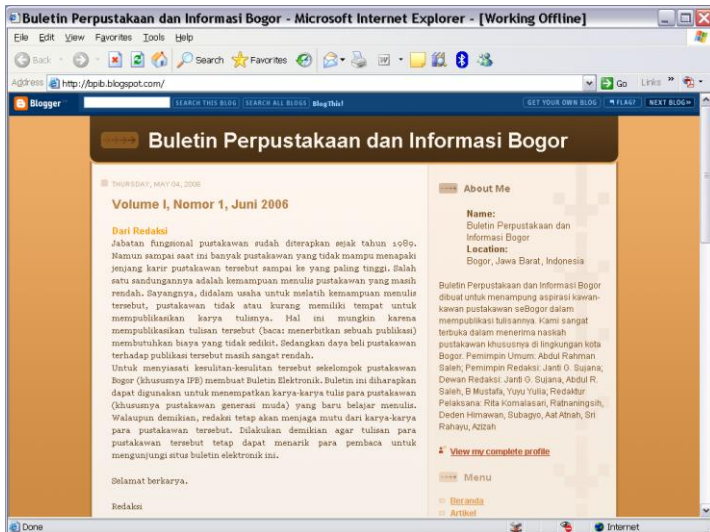 Buletin Perpustakaan dan Informasi Bogor - Microsoft Internet Explorer - [Working Offline]
File Edit View Favorites Tools Help
Back Search Favorites
Address http://bpib.blogspot.com/ Go Links »
Blogger SEARCH THIS BLOG SEARCH ALL BLOGS BlogThis! GET YOUR OWN BLOG FLAG? NEXT BLOG»
Buletin Perpustakaan dan Informasi Bogor
THURSDAY, MAY 04, 2006
Volume I, Nomor 1, Juni 2006
Dari Redaksi
Jabatan fungsional pustakawan sudah diterapkan sejak tahun 1989.
Namun sampai saat ini banyak pustakawan yang tidak mampu menapaki
jenjang karir pustakawan tersebut sampai ke yang paling tinggi. Salah
satu sandungannya adalah kemampuan menulis pustakawan yang masih
rendah. Sayangnya, didalam usaha untuk melatih kemampuan menulis
tersebut, pustakawan tidak atau kurang memiliki tempat untuk
mempublikasikan karya tulisnya. Hal ini mungkin karena
mempublikasikan tulisan tersebut (baca: menerbitkan sebuah publikasi)
membutuhkan biaya yang tidak sedikit. Sedangkan daya beli pustakawan
terhadap publikasi tersebut masih sangat rendah.
Untuk menyiasati kesulitan-kesulitan tersebut sekelompok pustakawan
Bogor (khususnya IPB) membuat Buletin Elektronik. Buletin ini diharapkan
dapat digunakan untuk menempatkan karya-karya tulis para pustakawan
(khususnya pustakawan generasi muda) yang baru belajar menulis.
Walaupun demikian, redaksi tetap akan menjaga mutu dari karya-karya
para pustakawan tersebut. Dilakukan demikian agar tulisan para
pustakawan tersebut tetap dapat menarik para pembaca untuk
mengunjungi situs buletin elektronik ini.
Selamat berkarya.
Redaksi
About Me
Name:
Buletin Perpustakaan dan
Informasi Bogor
Location:
Bogor, Jawa Barat, Indonesia
Buletin Perpustakaan dan Informasi Bogor
dibuat untuk menampung aspirasi kawan-
kawan pustakawan seBogor dalam
mempublikasi tulisannya. Kami sangat
terbuka dalam menerima naskah
pustakawan khususnya di lingkungan kota
Bogor. Pemimpin Umum: Abdul Rahman
Saleh; Pemimpin Redaksi: Janti G. Sujana;
Dewan Redaksi: Janti G. Sujana, Abdul R.
Saleh, B Mustafa, Yuyu Yulia; Redaktur
Pelaksana: Rita Komalasari, Ratnaningsih,
Deden Himawan, Subagyo, Aat Atnah, Sri
Rahayu, Azizah
View my complete profile
Menu
Beranda
Artikel
Done Internet